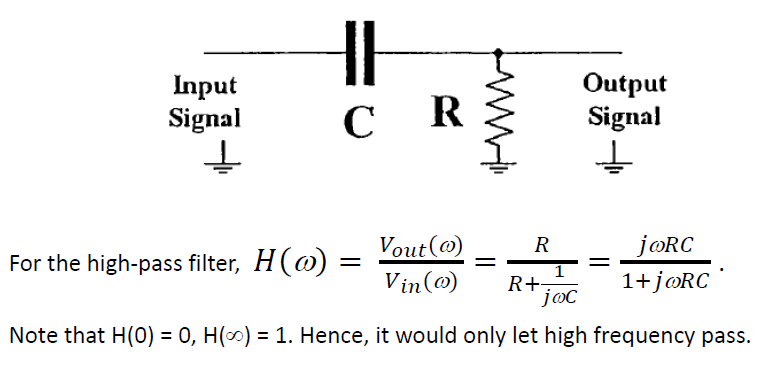 Input Signal
C
R
Output Signal
For the high-pass filter, H(ω) = Vout(ω)/Vin(ω) = R/(R+1/(jωC)) = jωRC/(1+jωRC) .
Note that H(0) = 0, H(∞) = 1. Hence, it would only let high frequency pass.